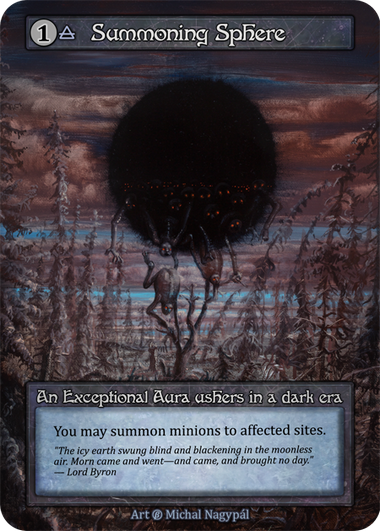 1 Summoning Sphere
An Exceptional Aura ushers in a dark era
You may summon minions to affected sites.
"The icy earth swung blind and blackening in the moonless
air. Morn came and went—and came, and brought no day."
— Lord Byron
Art @ Michal Nagypál